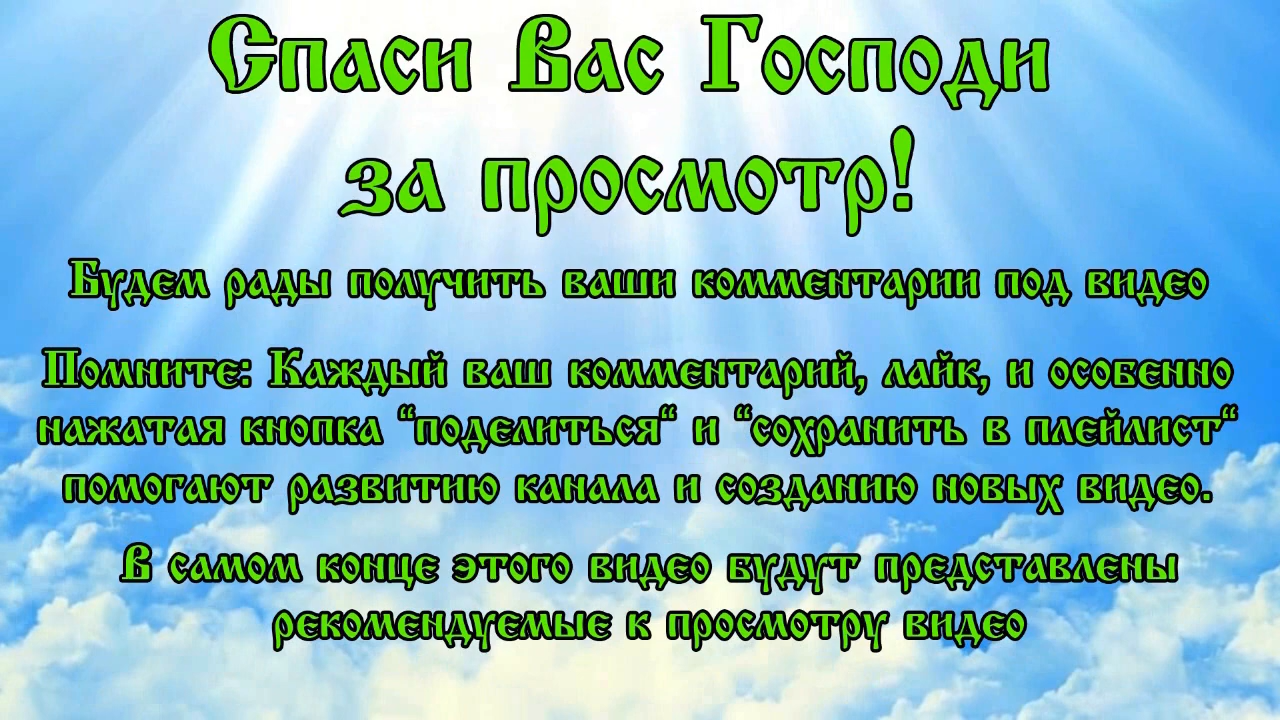 Спаси Вас Господи
за просмотр!
Будем рады получить ваши комментарии под видео
Помните: Каждый ваш комментарий, лайк, и особенно
нажатая кнопка “поделиться“ и “сохранить в плейлист“
помогают развитию канала и созданию новых видео.
В самом конце этого видео будут представлены
рекомендуемые к просмотру видео